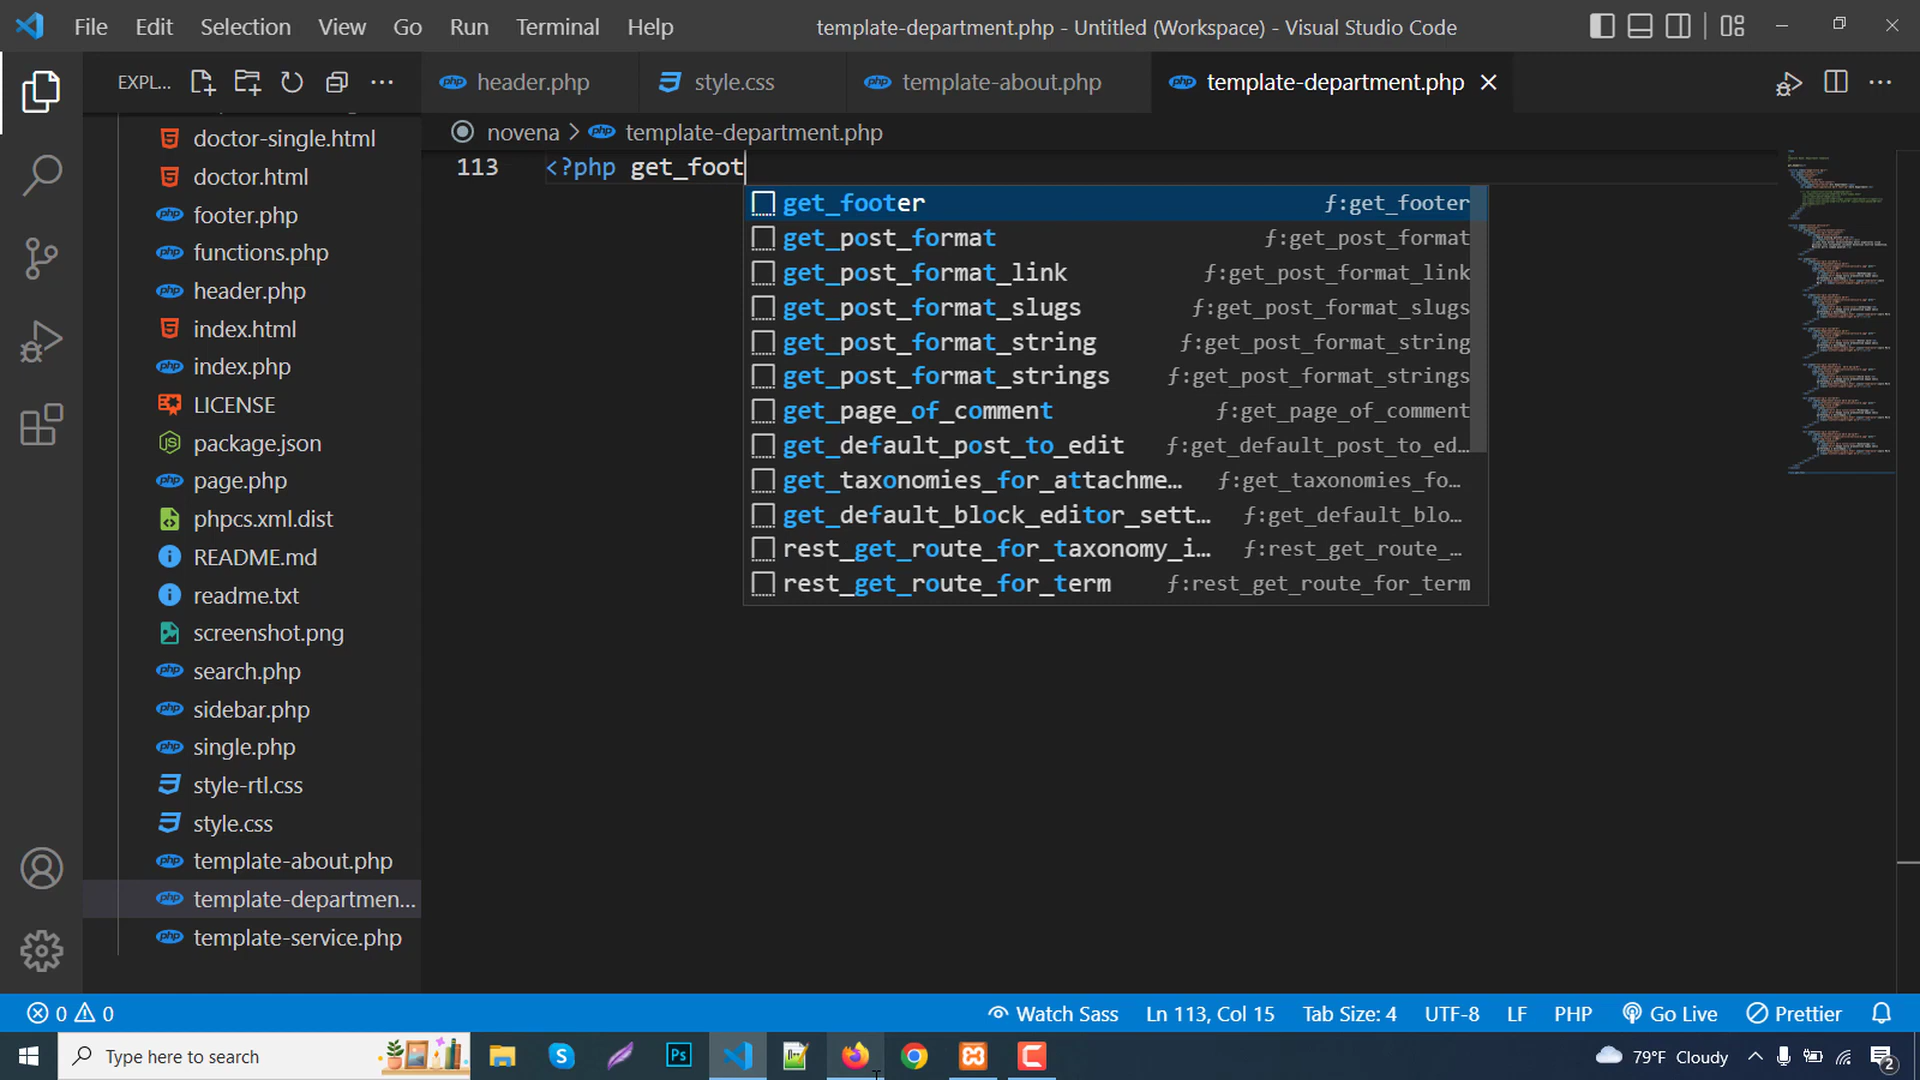 File Edit Selection View Go Run Terminal Help template-department.php - Untitled (Workspace) - Visual Studio Code
EXPL... header.php style.css template-about.php template-department.php
novena > template-department.php
113 <?php get_foot
get_footer f:get_footer
get_post_format f:get_post_format
get_post_format_link f:get_post_format_link
get_post_format_slugs f:get_post_format_slugs
get_post_format_string f:get_post_format_string
get_post_format_strings f:get_post_format_strings
get_page_of_comment f:get_page_of_comment
get_default_post_to_edit f:get_default_post_to_ed...
get_taxonomies_for_attachme... f:get_taxonomies_fo...
get_default_block_editor_sett... f:get_default_blo...
rest_get_route_for_taxonomy_i... f:rest_get_route_...
rest_get_route_for_term f:rest_get_route_for_term
doctor-single.html
doctor.html
footer.php
functions.php
header.php
index.html
index.php
LICENSE
package.json
page.php
phpcs.xml.dist
README.md
readme.txt
screenshot.png
search.php
sidebar.php
single.php
style-rtl.css
style.css
template-about.php
template-departmen...
template-service.php
0 0 Watch Sass Ln 113, Col 15 Tab Size: 4 UTF-8 LF PHP Go Live Prettier
Type here to search 79°F Cloudy 2